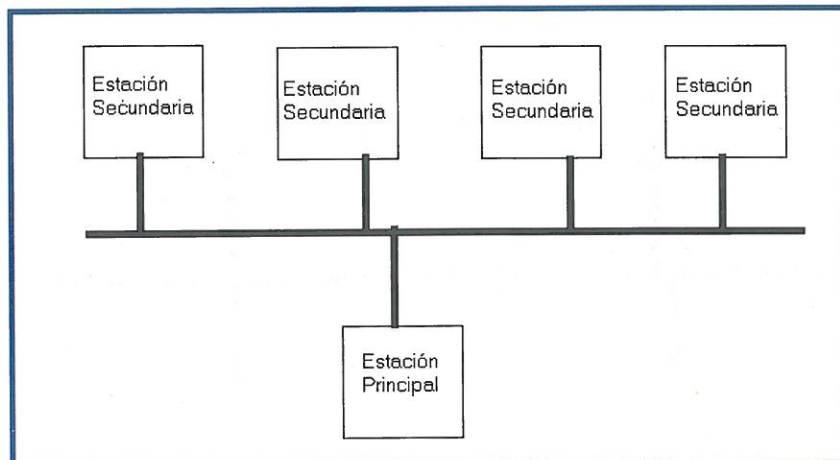 Estación
Secundaria
Estación
Secundaria
Estación
Secundaria
Estación
Secundaria
Estación
Principal